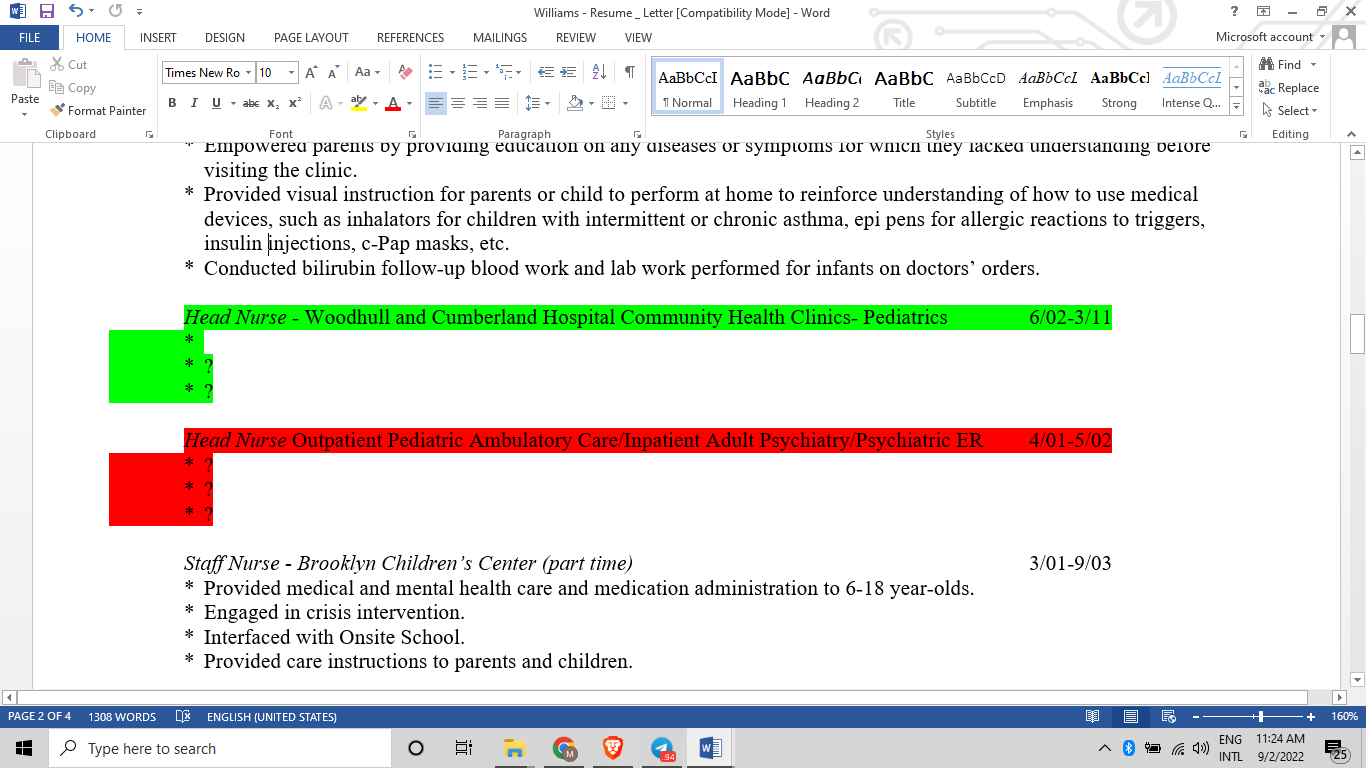 Williams - Resume _ Letter [Compatibility Mode] - Word
FILE HOME INSERT DESIGN PAGE LAYOUT REFERENCES MAILINGS REVIEW VIEW Microsoft account
Cut
Copy
Format Painter
Paste
Clipboard
Times New Ro 10
Font
Paragraph
AaBbCcI AaBbC AaBbC AaBbC AaBbCcD AaBbCcL AaBbCc AaBbCcL
¶ Normal Heading 1 Heading 2 Title Subtitle Emphasis Strong Intense Q...
Styles
Find
Replace
Select
Editing
* Empowered parents by providing education on any diseases or symptoms for which they lacked understanding before
visiting the clinic.
* Provided visual instruction for parents or child to perform at home to reinforce understanding of how to use medical
devices, such as inhalators for children with intermittent or chronic asthma, epi pens for allergic reactions to triggers,
insulin injections, c-Pap masks, etc.
* Conducted bilirubin follow-up blood work and lab work performed for infants on doctors’ orders.
Head Nurse - Woodhull and Cumberland Hospital Community Health Clinics- Pediatrics 6/02-3/11
*
* ?
* ?
Head Nurse Outpatient Pediatric Ambulatory Care/Inpatient Adult Psychiatry/Psychiatric ER 4/01-5/02
* ?
* ?
* ?
Staff Nurse - Brooklyn Children’s Center (part time) 3/01-9/03
* Provided medical and mental health care and medication administration to 6-18 year-olds.
* Engaged in crisis intervention.
* Interfaced with Onsite School.
* Provided care instructions to parents and children.
PAGE 2 OF 4 1308 WORDS ENGLISH (UNITED STATES) 160%
Type here to search
.94
ENG
INTL
11:24 AM
9/2/2022
25